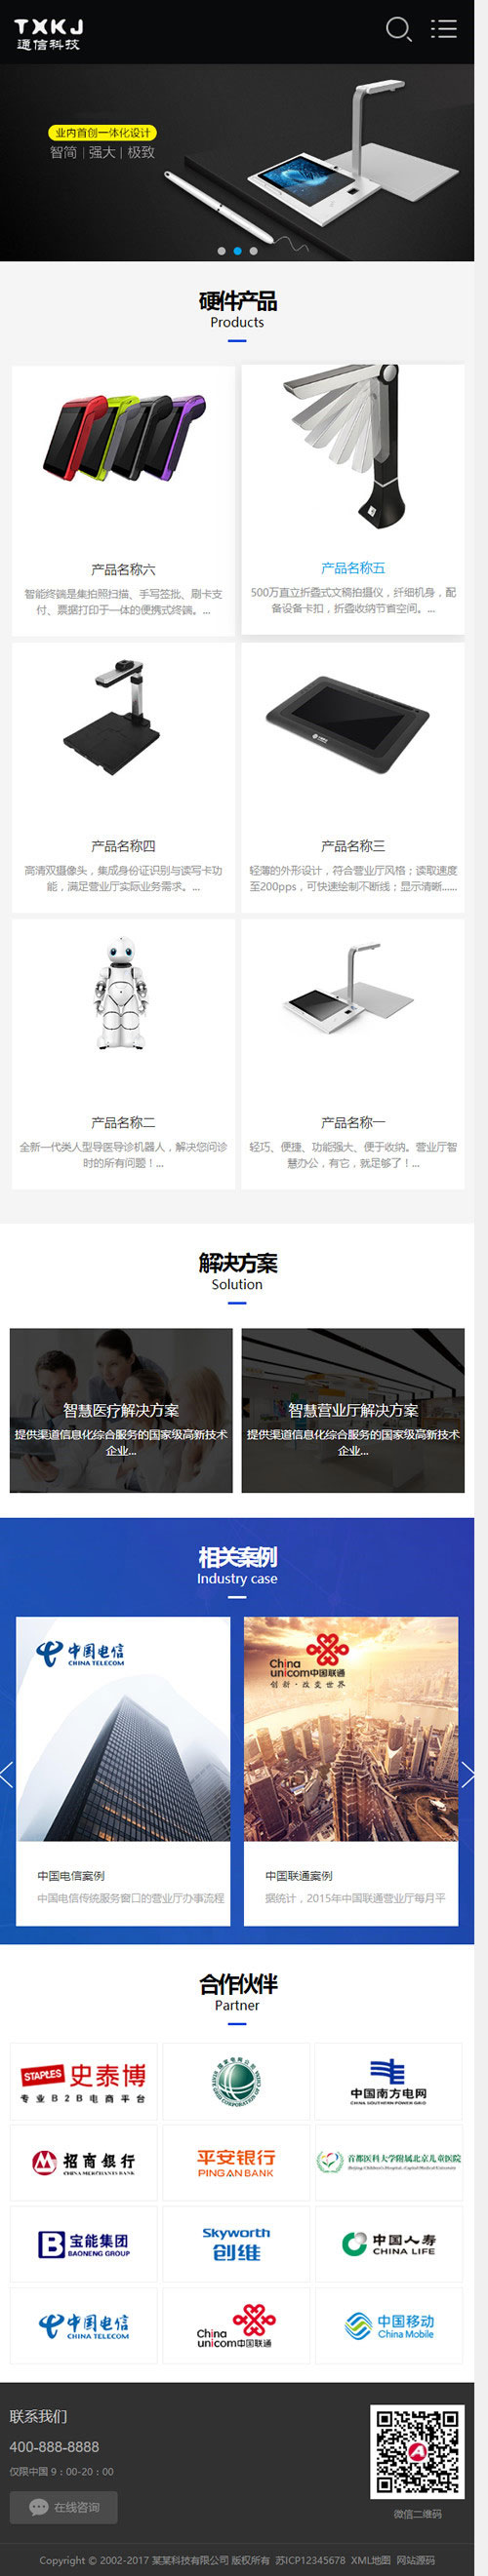 TXKJ
通信科技
业内首创一体化设计
智简 | 强大 | 极致
硬件产品
Products
产品名称六
智能终端是集拍照扫描、手写签批、刷卡支
付、票据打印于一体的便携式终端。...
产品名称五
500万直立折叠式文稿拍摄仪，纤细机身，配
备设备卡扣，折叠收纳节省空间。...
产品名称四
高清双摄像头，集成身份证识别与读写卡功
能，满足营业厅实际业务需求。...
产品名称三
轻薄的外形设计，符合营业厅风格；读取速度
至200pps，可快速绘制不断线；显示清晰......
产品名称二
全新一代类人型导医导诊机器人，解决您问诊
时的所有问题！...
产品名称一
轻巧、便捷、功能强大、便于收纳。营业厅智
慧办公，有它，就足够了！...
解决方案
Solution
智慧医疗解决方案
提供渠道信息化综合服务的国家级高新技术
企业...
智慧营业厅解决方案
提供渠道信息化综合服务的国家级高新技术
企业...
相关案例
Industry case
中国电信
CHINA TELECOM
中国电信案例
中国电信传统服务窗口的营业厅办事流程
China
unicom中国联通
创新·改变世界
中国联通案例
据统计，2015年中国联通营业厅每月平
合作伙伴
Partner
STAPLES 史泰博
专业B2B电商平台
中国南方电网
CHINA SOUTHERN POWER GRID
招商银行
CHINA MERCHANTS BANK
平安银行
PING AN BANK
首都医科大学附属北京儿童医院
宝能集团
BAONENG GROUP
Skyworth
创维
中国人寿
CHINA LIFE
中国电信
CHINA TELECOM
China
unicom中国联通
中国移动
China Mobile
联系我们
400-888-8888
仅限中国 9：00-20：00
在线咨询
微信二维码
Copyright © 2002-2017 某某科技有限公司 版权所有 苏ICP12345678 XML地图 网站源码